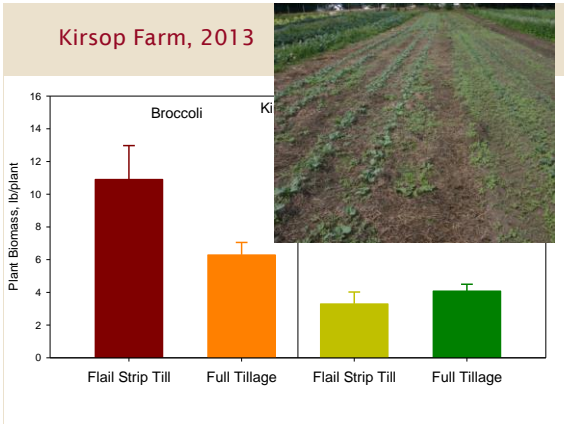 Kirsop Farm, 2013
Broccoli
Plant Biomass, lb/plant
16
14
12
10
8
6
4
2
0
Flail Strip Till Full Tillage Flail Strip Till Full Tillage